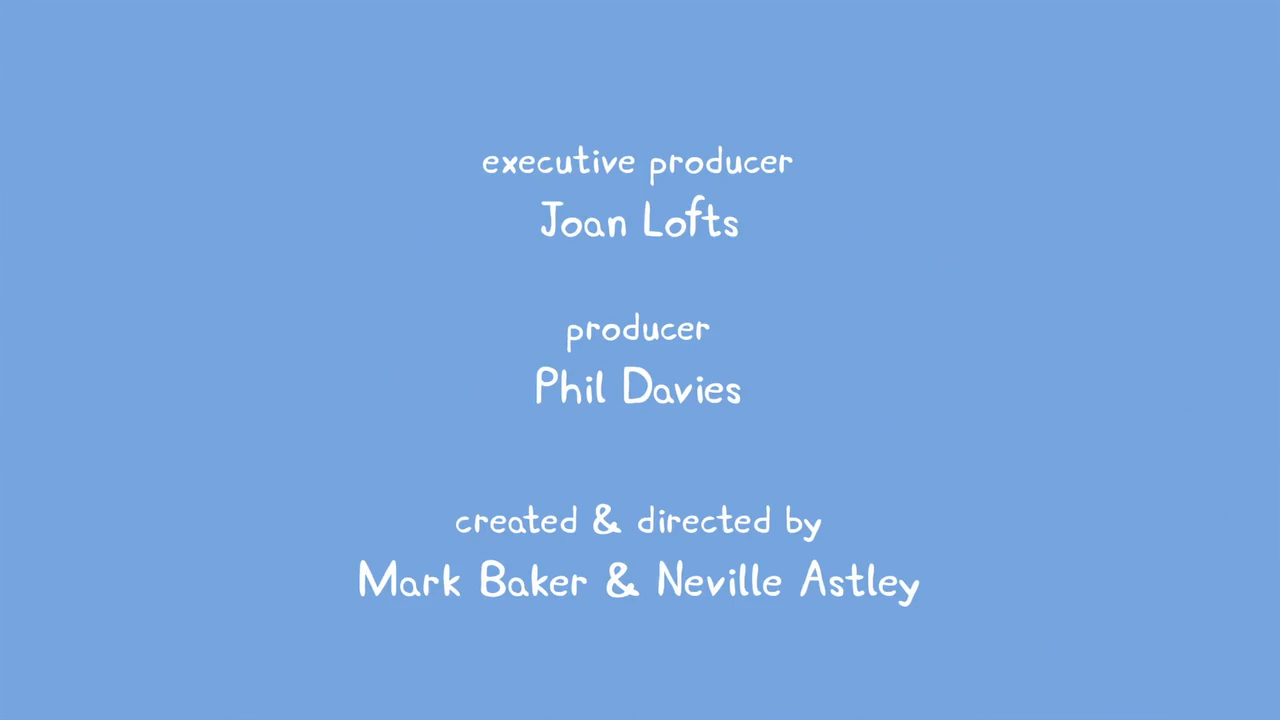 executive producer
Joan Lofts
producer
Phil Davies
created & directed by
Mark Baker & Neville Astley